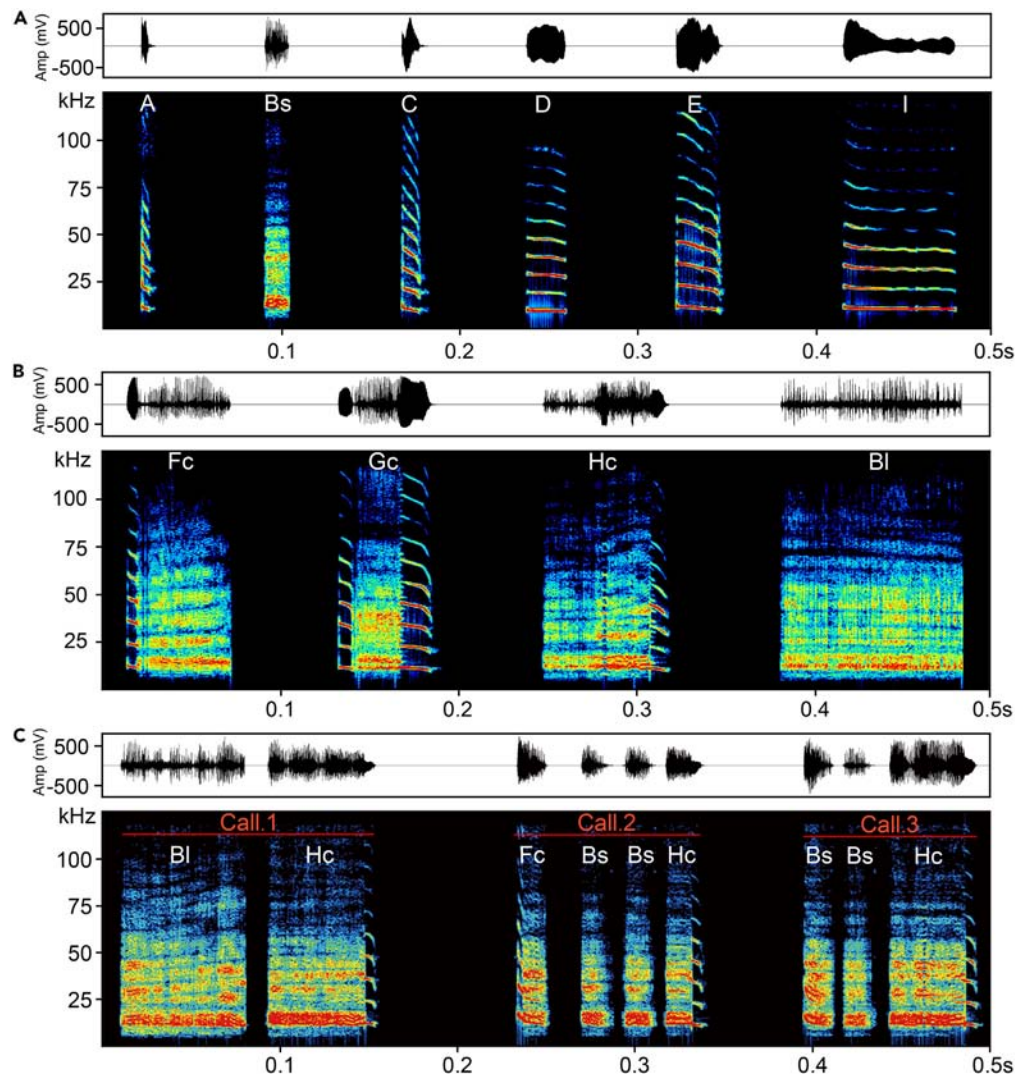 A
Amp (mV)
500
-500
kHz
A Bs C D E I
100
75
50
25
0.1 0.2 0.3 0.4 0.5s
B
Amp (mV)
500
-500
kHz
Fc Gc Hc Bl
100
75
50
25
0.1 0.2 0.3 0.4 0.5s
C
Amp (mV)
500
-500
kHz
Call.1 Call.2 Call.3
Bl Hc Fc Bs Bs Hc Bs Bs Hc
100
75
50
25
0.1 0.2 0.3 0.4 0.5s